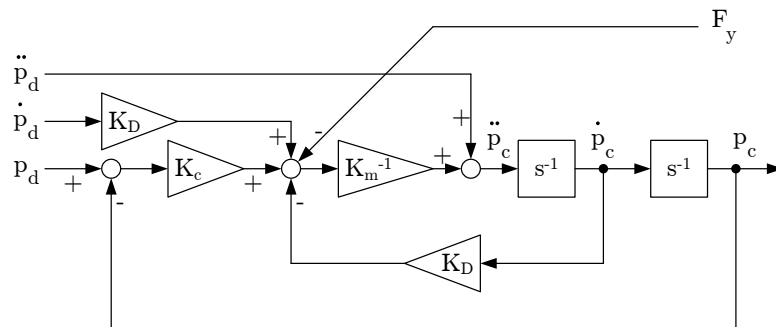 F_y
p̈_d
ṗ_d K_D + -
+ p̈_c ṗ_c p_c
p_d + K_c + K_m⁻¹ + s⁻¹ s⁻¹
- -
K_D